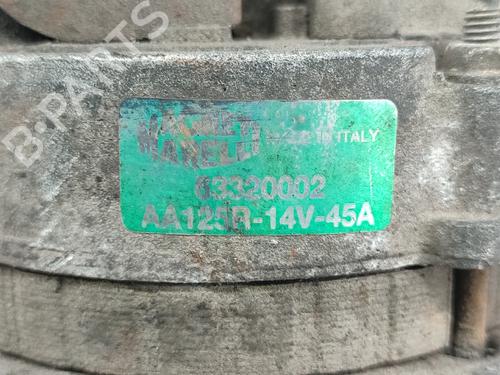 B-PARTS
MAGNETI
MARELLI
MADE IN ITALY
63320002
AA125R-14V-45A